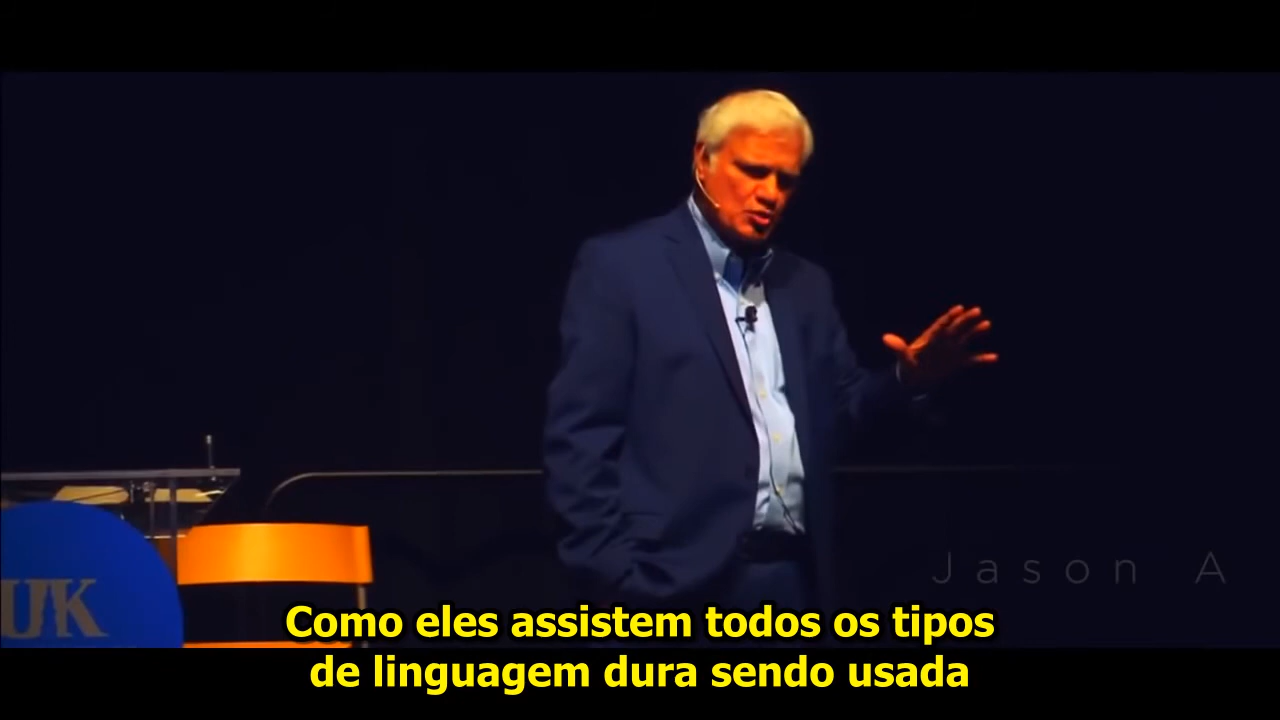 Jason A
UK
Como eles assistem todos os tipos
de linguagem dura sendo usada